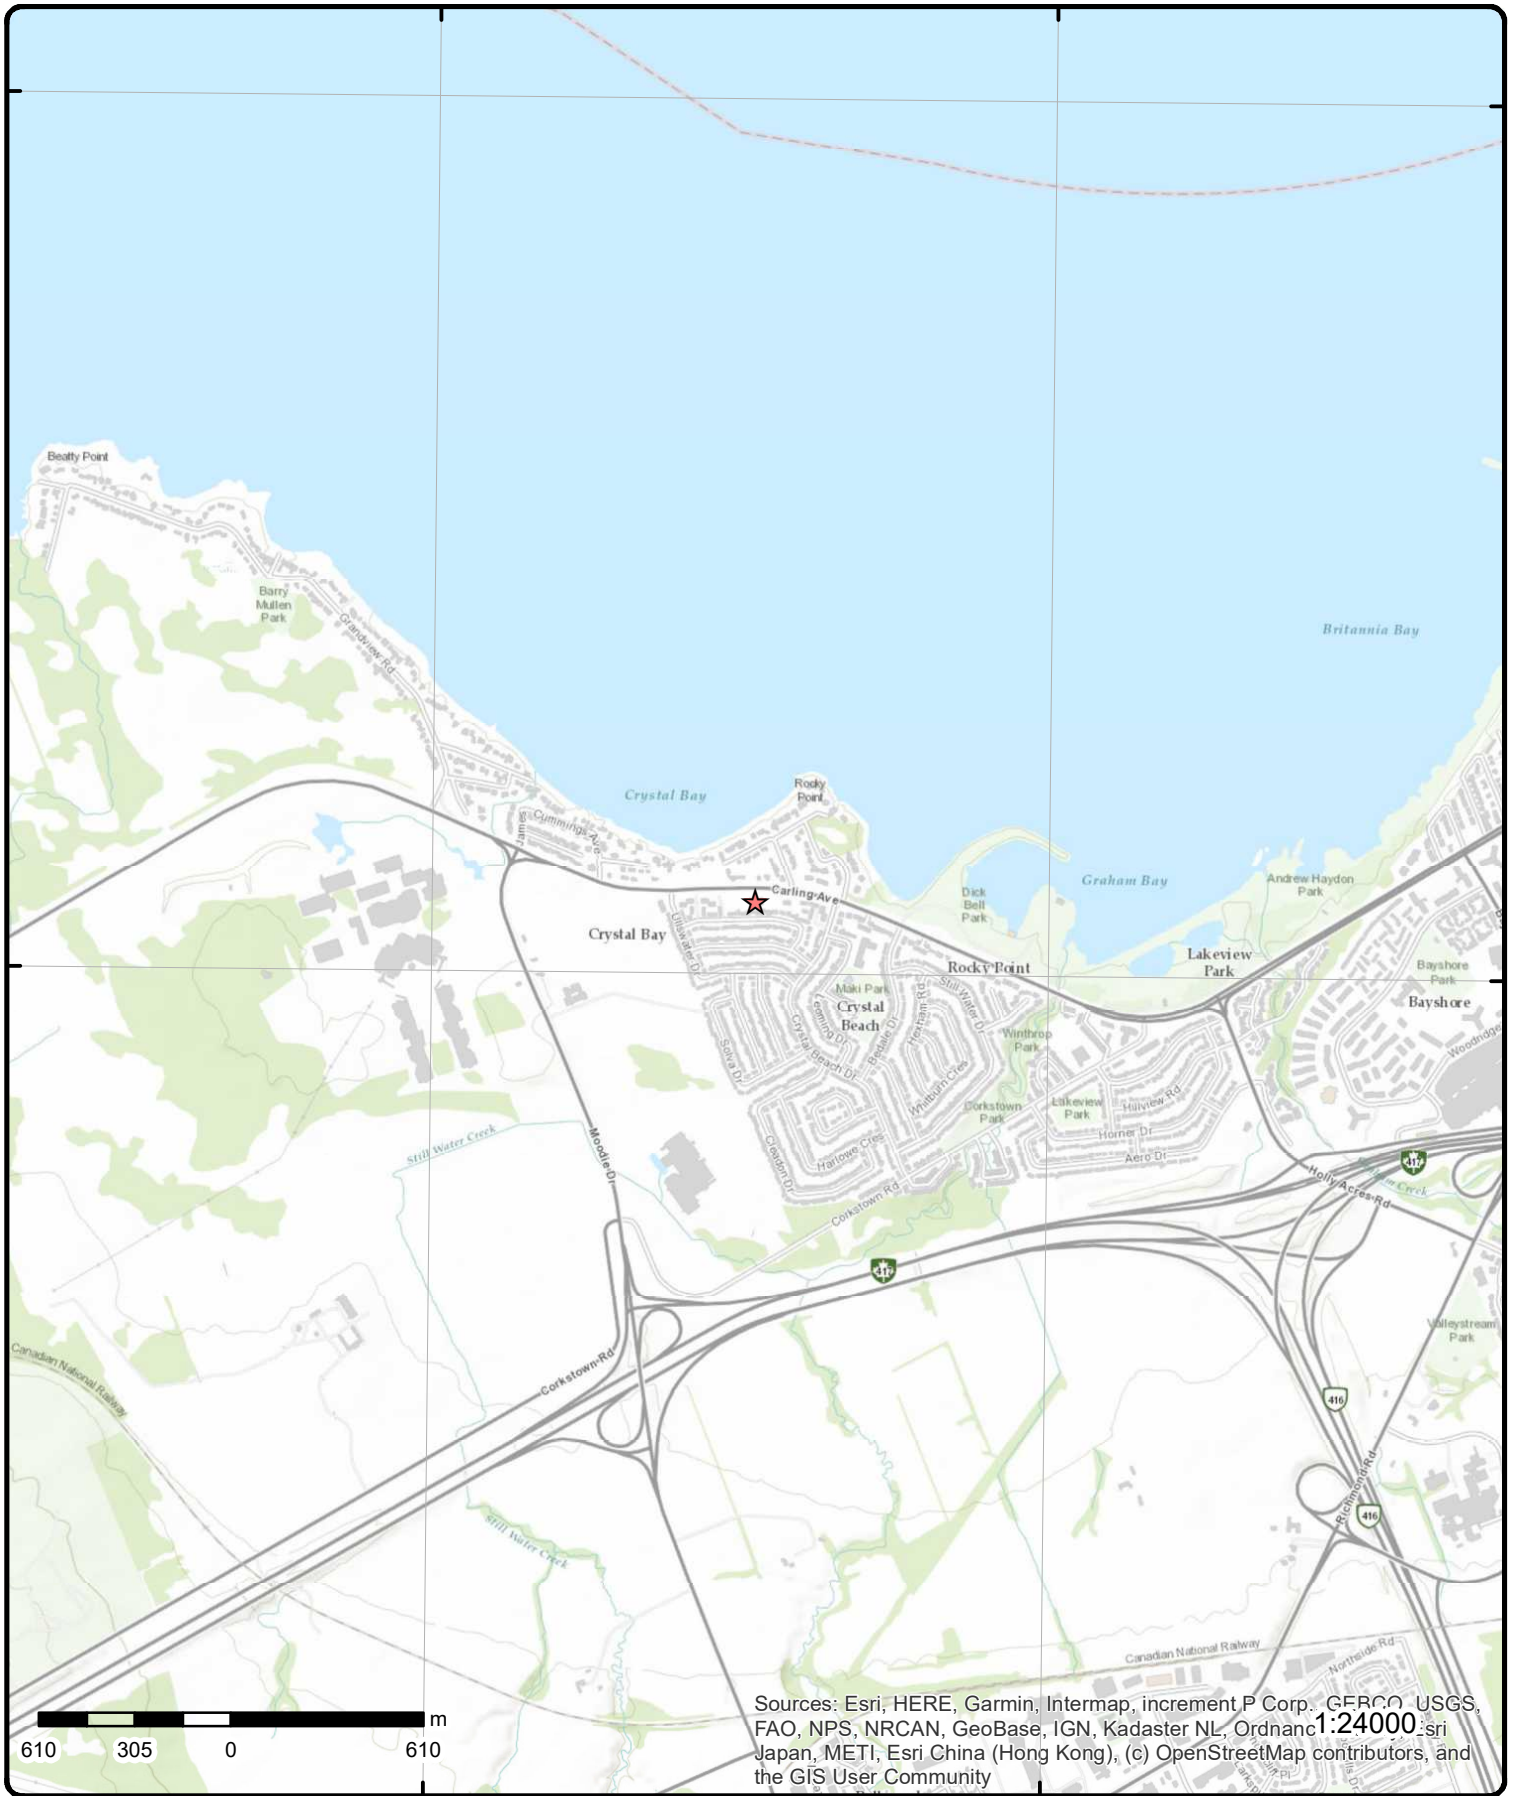 Beatty Point
Barry
Mullen
Park
Grandview Rd
Britannia Bay
Crystal Bay
Rocky
Point
James
Cummings Ave
Carling Ave
Graham Bay
Andrew Haydon
Park
Dick
Bell
Park
Crystal Bay
Ullswater Dr
Rocky Point
Lakeview
Park
Bayshore
Park
Bayshore
Maki Park
Crystal
Beach
Leeming Dr
Crystal Beach Dr
Bedale Dr
Hexham Rd
Still Water Dr
Winthrop
Park
Woodridge
Solva Dr
Whitburn Cres
Corkstown
Park
Lakeview
Park
Hillview Rd
Horner Dr
Aero Dr
Still Water Creek
Moodie Dr
Cleadon Dr
Harlowe Cres
Corkstown Rd
Holly Acres Rd
Graham Creek
417
417
Valleystream
Park
Canadian National Railway
Corkstown Rd
416
Richmond Rd
416
Still Water Creek
Canadian National Railway
Northside Rd
m
610 305 0 610
Sources: Esri, HERE, Garmin, Intermap, increment P Corp., GEBCO, USGS,
FAO, NPS, NRCAN, GeoBase, IGN, Kadaster NL, Ordnanc Esri
1:24000
Japan, METI, Esri China (Hong Kong), (c) OpenStreetMap contributors, and
the GIS User Community